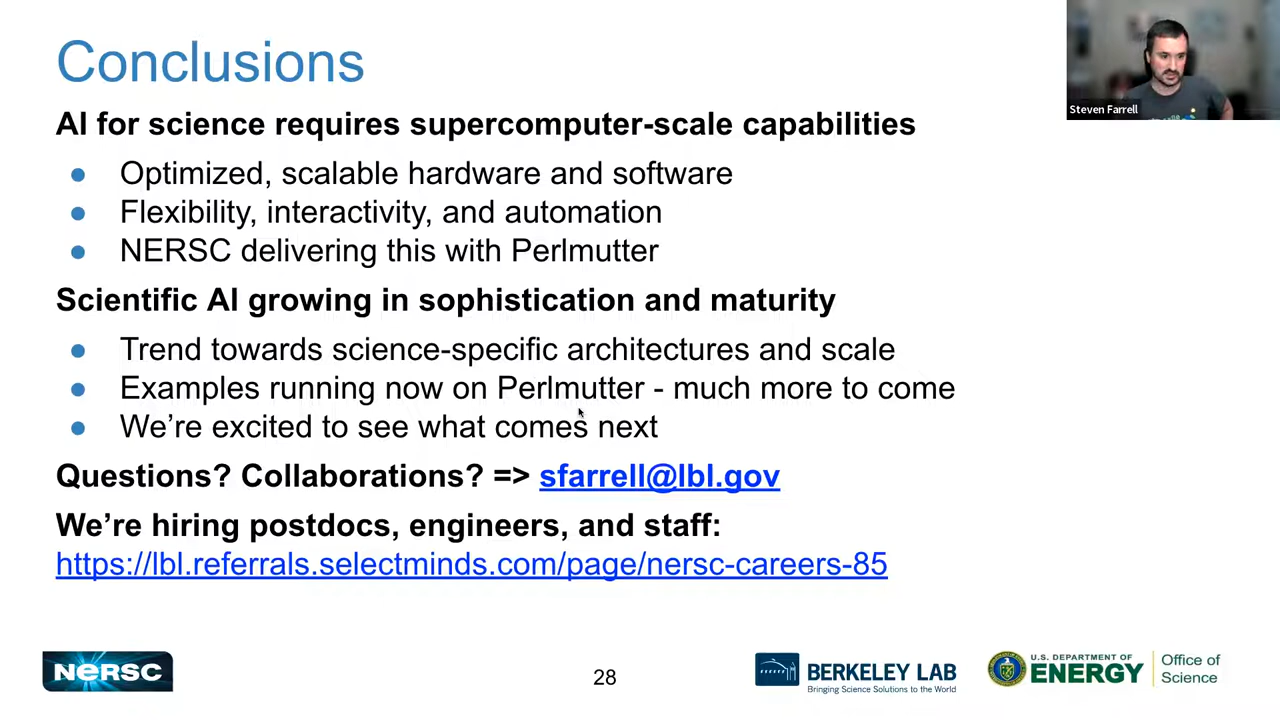 Conclusions
Steven Farrell
AI for science requires supercomputer-scale capabilities
● Optimized, scalable hardware and software
● Flexibility, interactivity, and automation
● NERSC delivering this with Perlmutter
Scientific AI growing in sophistication and maturity
● Trend towards science-specific architectures and scale
● Examples running now on Perlmutter - much more to come
● We're excited to see what comes next
Questions? Collaborations? => sfarrell@lbl.gov
We're hiring postdocs, engineers, and staff:
https://lbl.referrals.selectminds.com/page/nersc-careers-85
NERSC
28
BERKELEY LAB
Bringing Science Solutions to the World
U.S. DEPARTMENT OF
ENERGY
Office of
Science